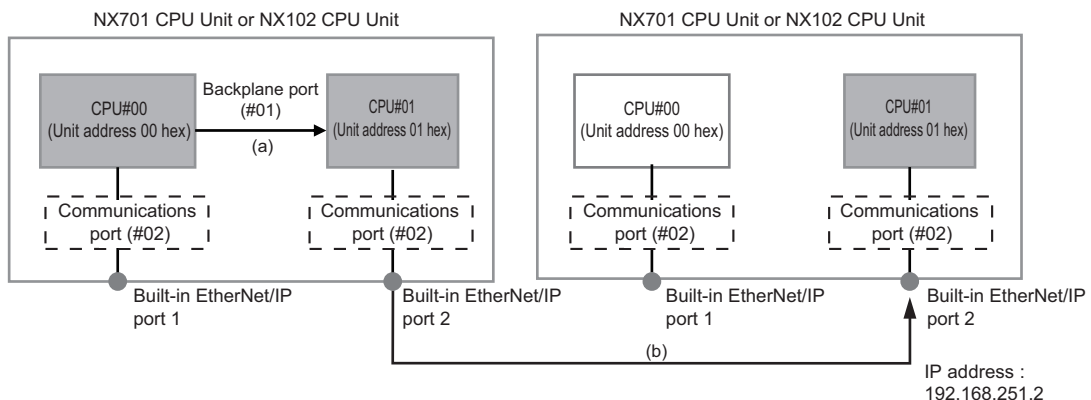 NX701 CPU Unit or NX102 CPU Unit
NX701 CPU Unit or NX102 CPU Unit
CPU#00
(Unit address 00 hex)
Backplane port
(#01)
(a)
CPU#01
(Unit address 01 hex)
CPU#00
(Unit address 00 hex)
CPU#01
(Unit address 01 hex)
Communications
port (#02)
Communications
port (#02)
Communications
port (#02)
Communications
port (#02)
Built-in EtherNet/IP
port 1
Built-in EtherNet/IP
port 2
Built-in EtherNet/IP
port 1
Built-in EtherNet/IP
port 2
(b)
IP address :
192.168.251.2